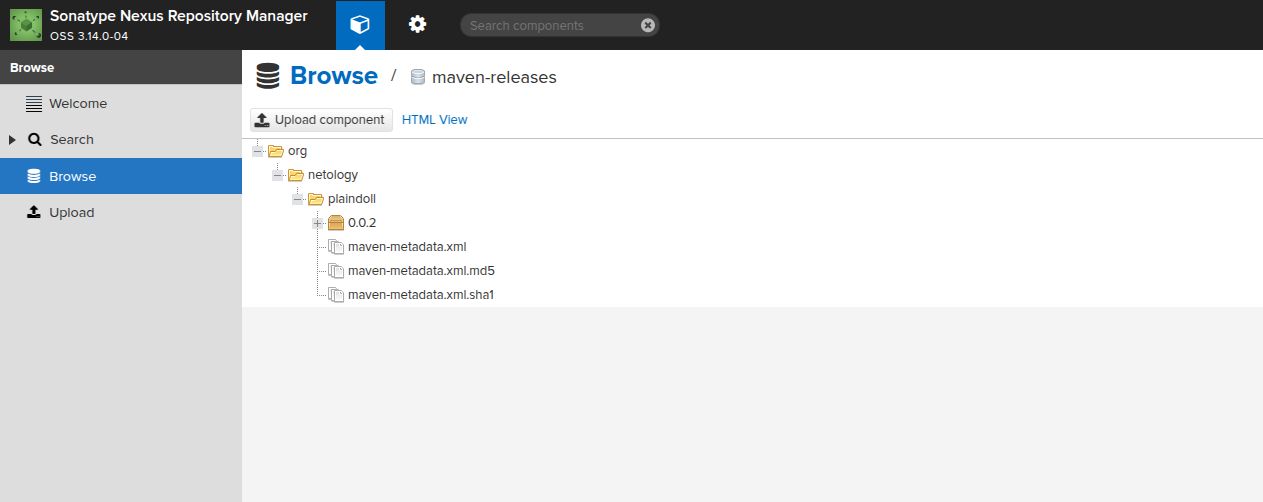 Sonatype Nexus Repository Manager
OSS 3.14.0-04
Search components
Browse
Welcome
Search
Browse
Upload
Browse / maven-releases
Upload component HTML View
org
netology
plaindoll
0.0.2
maven-metadata.xml
maven-metadata.xml.md5
maven-metadata.xml.sha1